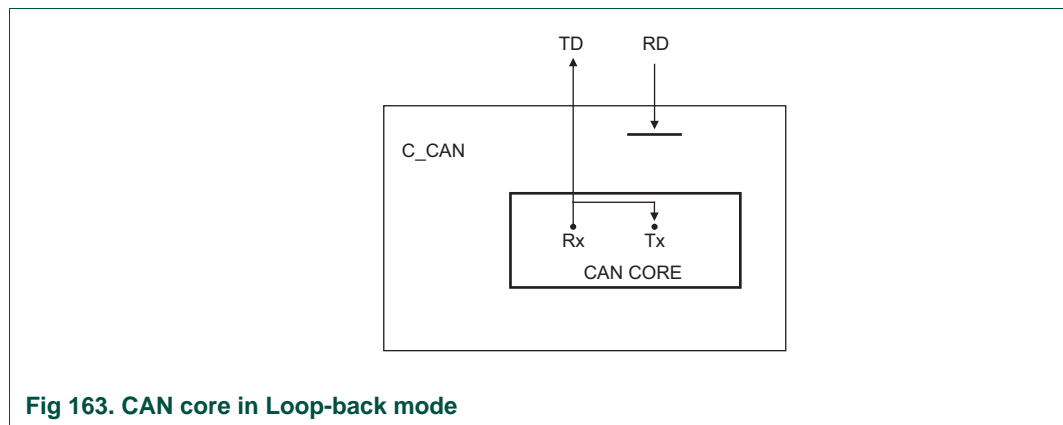 TD RD
C_CAN
Rx Tx
CAN CORE
Fig 163. CAN core in Loop-back mode